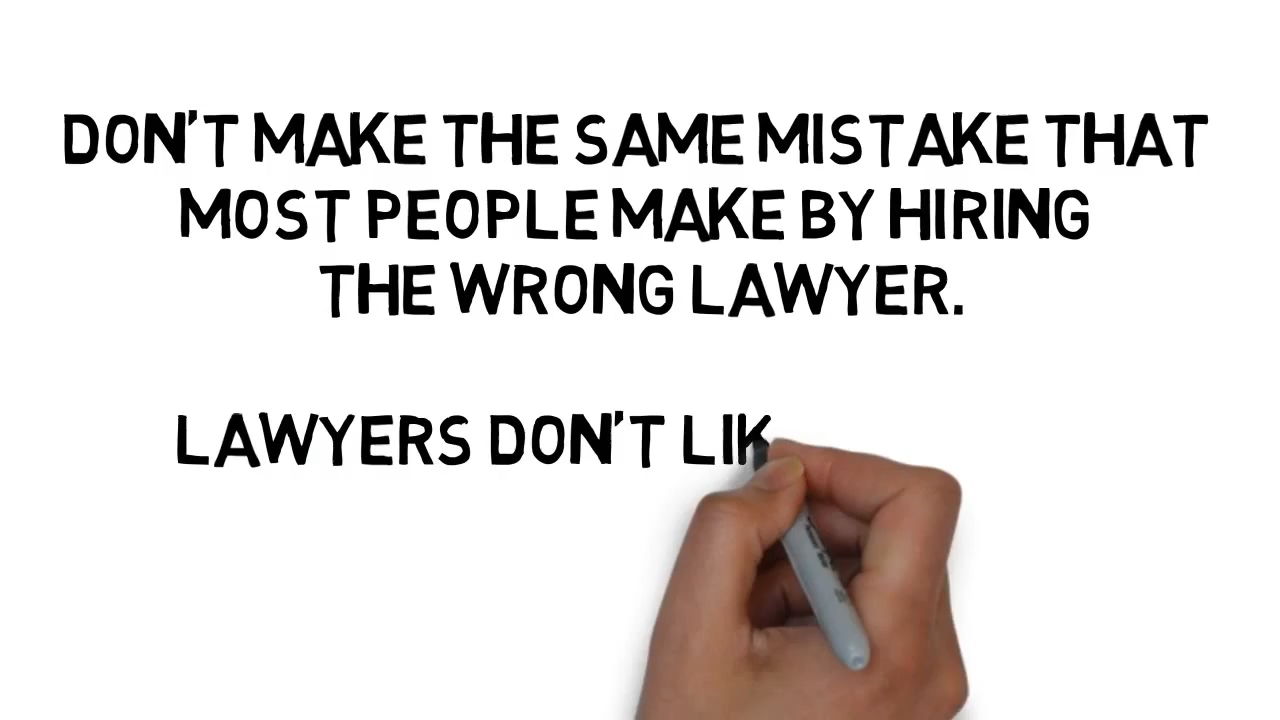 DON'T MAKE THE SAME MISTAKE THAT
MOST PEOPLE MAKE BY HIRING
THE WRONG LAWYER.
LAWYERS DON'T LIK